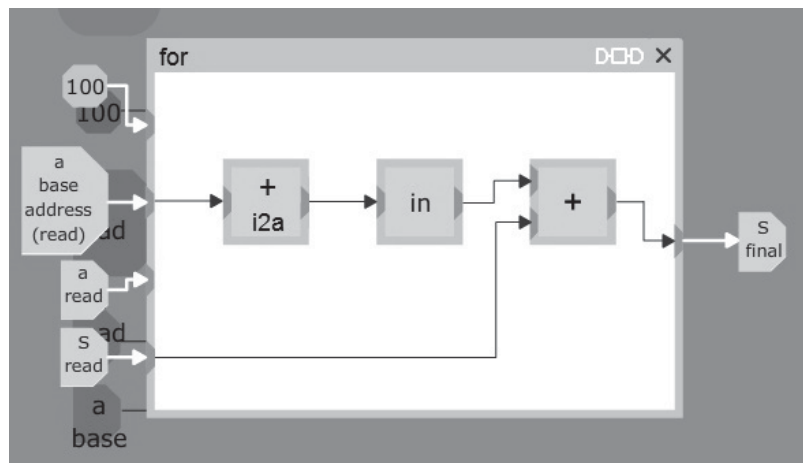 for
100
100
a
base
address
(read)
ad
+
i2a
in
+
S
final
a
read
ad
S
read
a
base